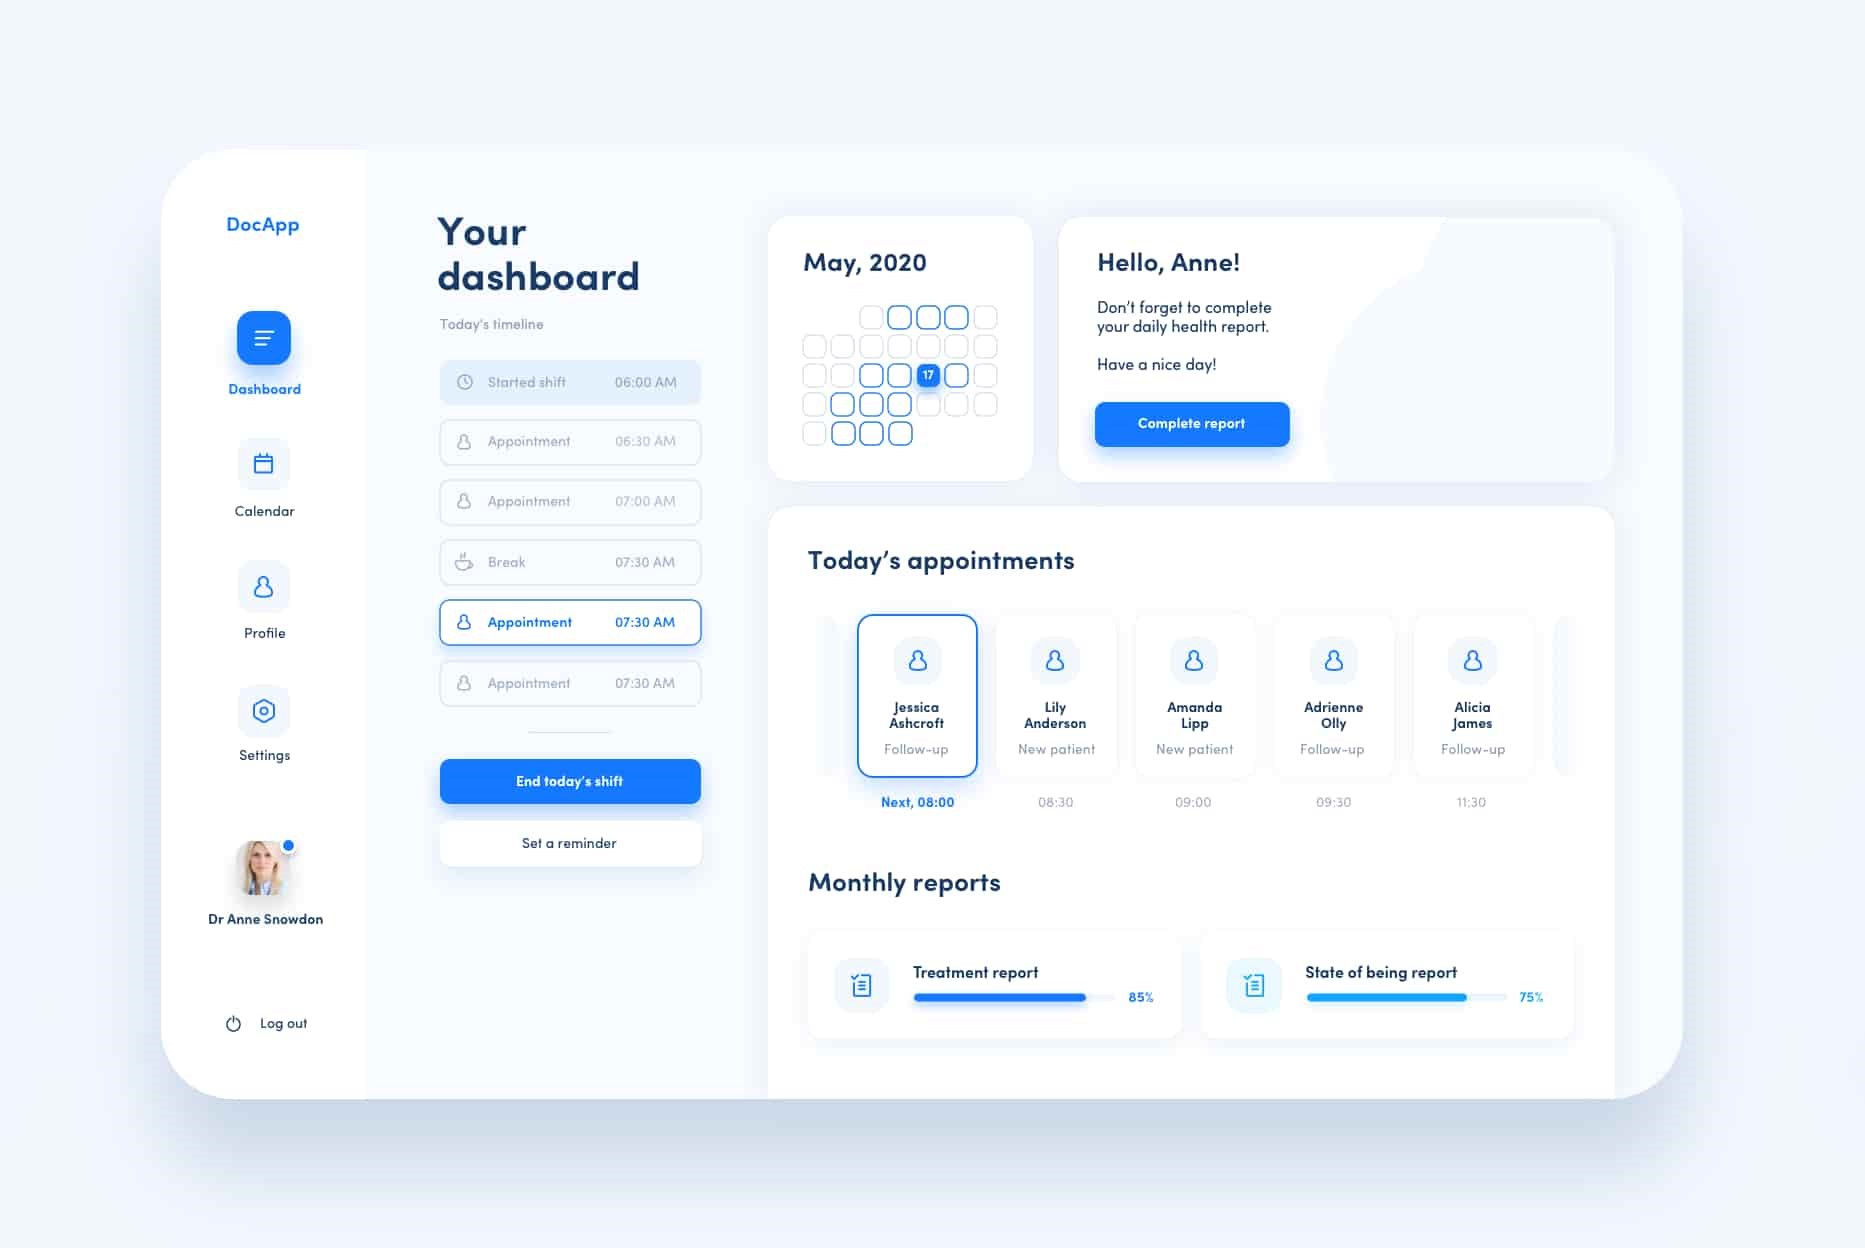 DocApp
Dashboard
Calendar
Profile
Settings
Dr Anne Snowdon
Log out
Your
dashboard
Today's timeline
Started shift 06:00 AM
Appointment 06:30 AM
Appointment 07:00 AM
Break 07:30 AM
Appointment 07:30 AM
Appointment 07:30 AM
End today's shift
Set a reminder
May, 2020
17
Hello, Anne!
Don't forget to complete
your daily health report.
Have a nice day!
Complete report
Today's appointments
Jessica
Ashcroft
Follow-up
Next, 08:00
Lily
Anderson
New patient
08:30
Amanda
Lipp
New patient
09:00
Adrienne
Olly
Follow-up
09:30
Alicia
James
Follow-up
11:30
Monthly reports
Treatment report
85%
State of being report
75%